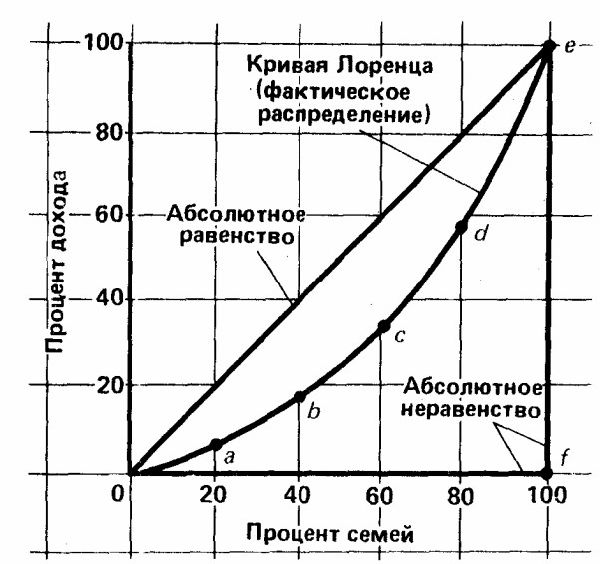 100
e
Кривая Лоренца
(фактическое
распределение)
80
Процент дохода
60
Абсолютное
равенство
d
40
c
20
Абсолютное
неравенство
b
a
f
0
20
40
60
80
100
Процент семей